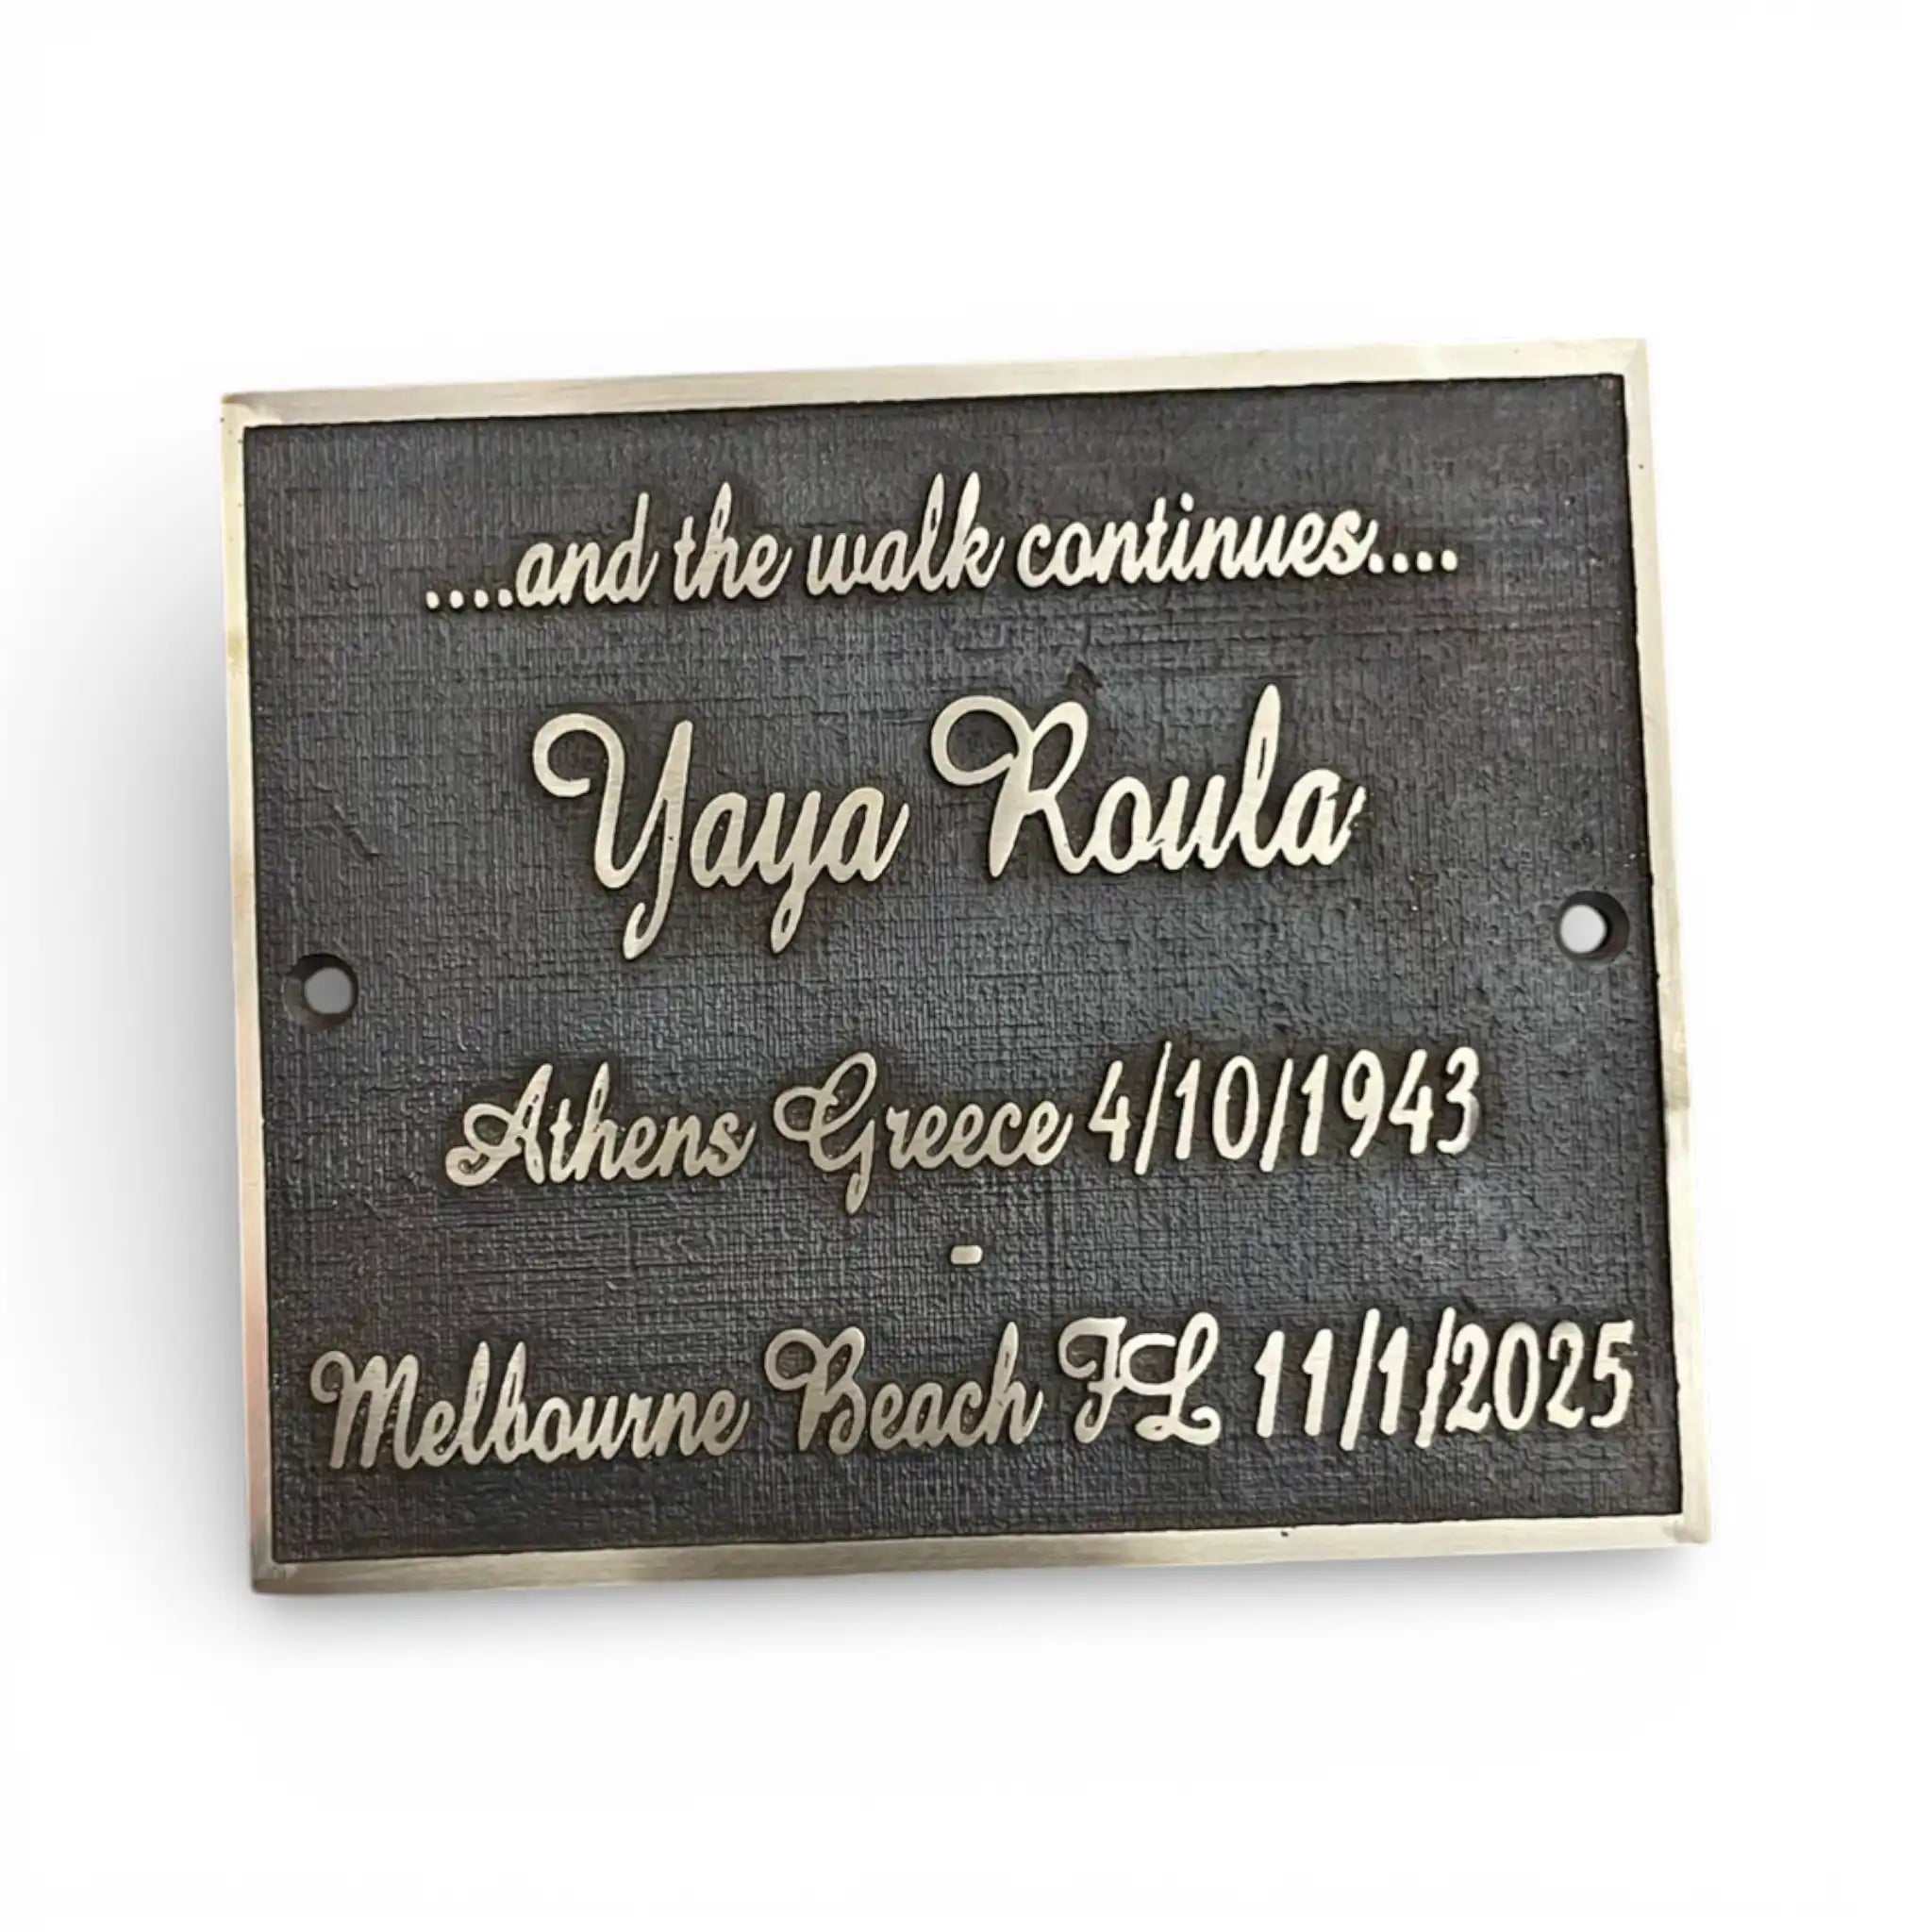 ....and the walk continues....
Yaya Roula
Athens Greece 4/10/1943
-
Melbourne Beach FL 11/1/2025